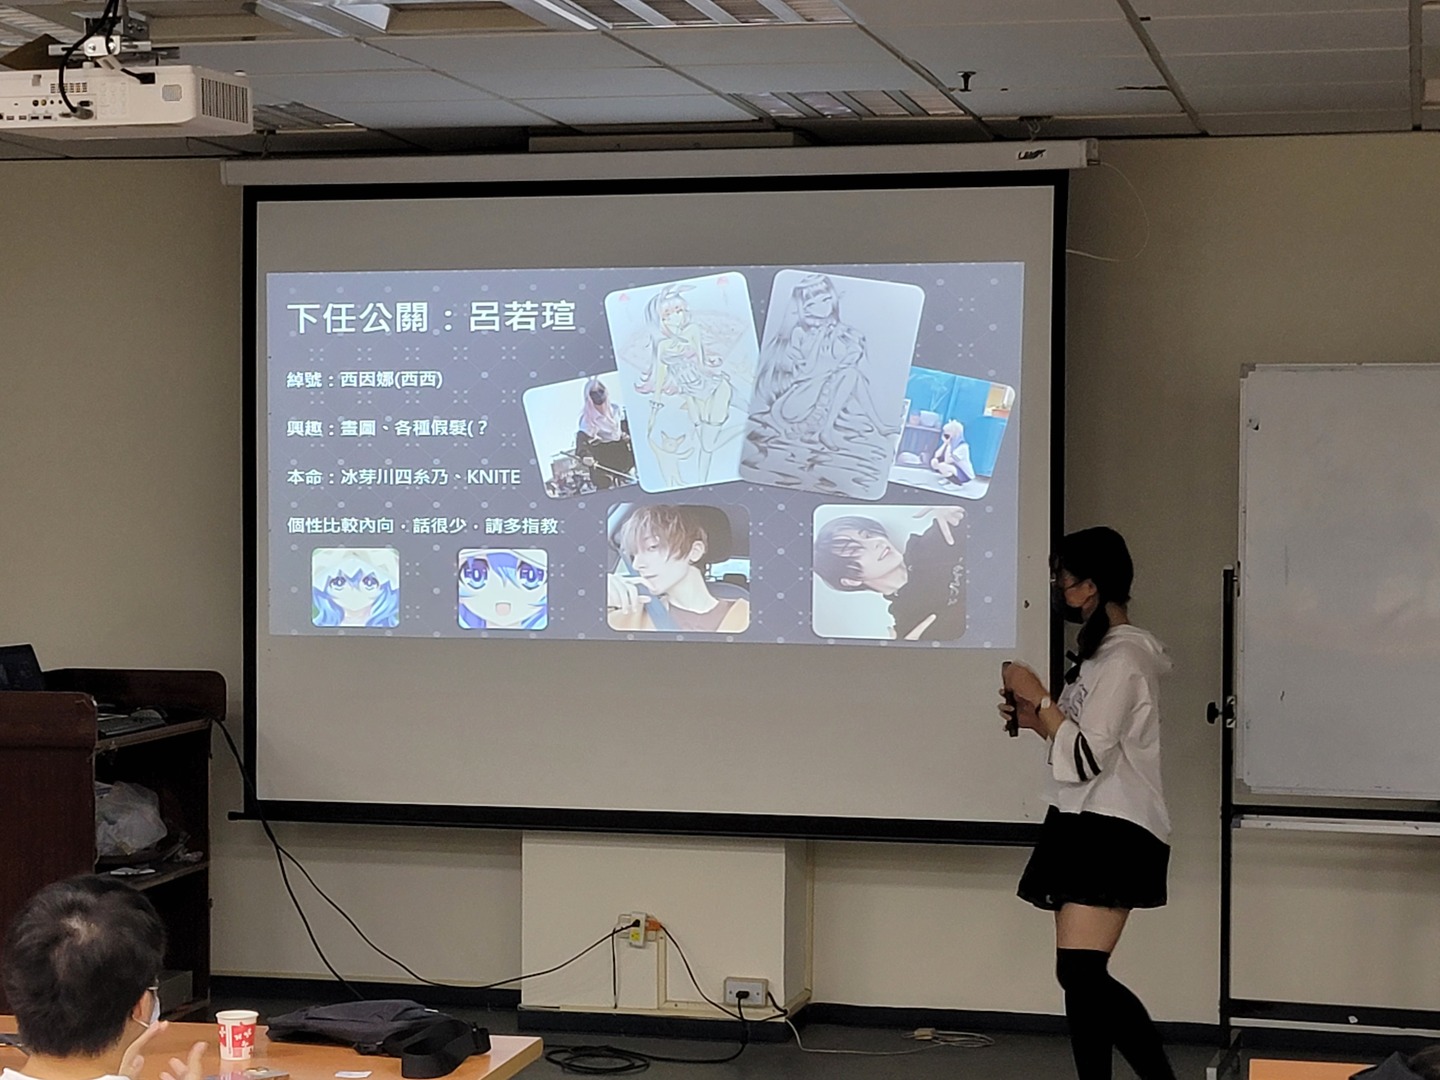 下任公關：呂若瑄
綽號：西因娜(西西)
興趣：畫圖、各種假髮(？
本命：冰芽川四糸乃、KNITE
個性比較內向，話很少，請多指教